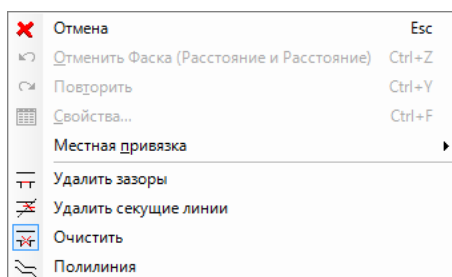 Отмена Esc
Отменить Фаска (Расстояние и Расстояние) Ctrl+Z
Повторить Ctrl+Y
Свойства... Ctrl+F
Местная привязка
Удалить зазоры
Удалить секущие линии
Очистить
Полилиния